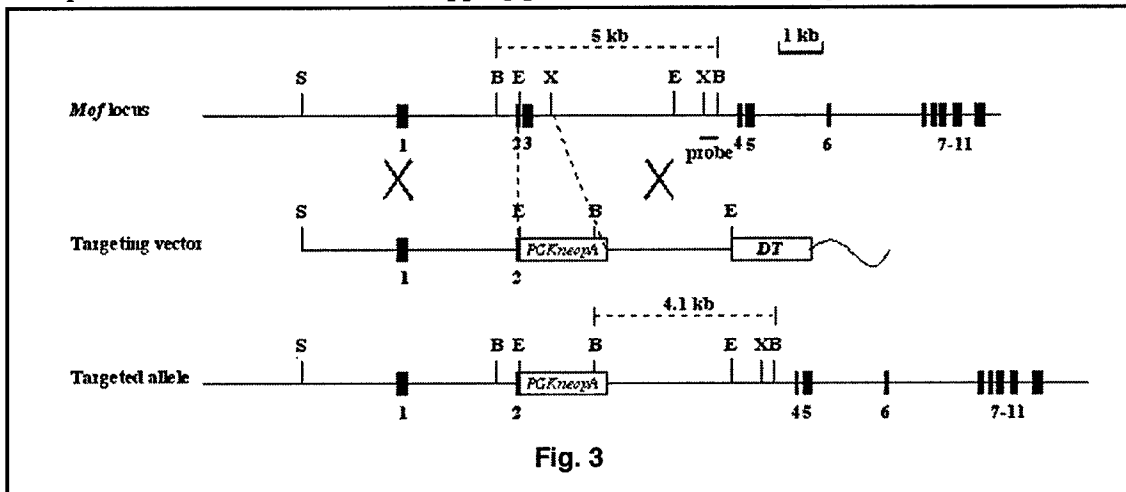 5 kb
1 kb
S B E X E X B
Mof locus
1 2 3 probe 4 5 6 7-11
S E B E
Targeting vector PGKneopA DT
1 2
4.1 kb
S B E B E X B
Targeted allele PGKneopA
1 2 4 5 6 7-11
Fig. 3